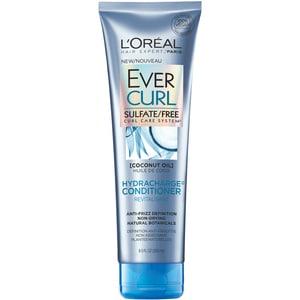 L'ORÉAL
HAIR EXPERT/PARIS
NEW/NOUVEAU
EVER
CURL
SULFATE/FREE
CURL CARE SYSTEM
[COCONUT OIL]
HUILE DE COCO
HYDRACHARGE
CONDITIONER
REVITALISANT
ANTI-FRIZZ DEFINITION
NON-DRYING
NATURAL BOTANICALS